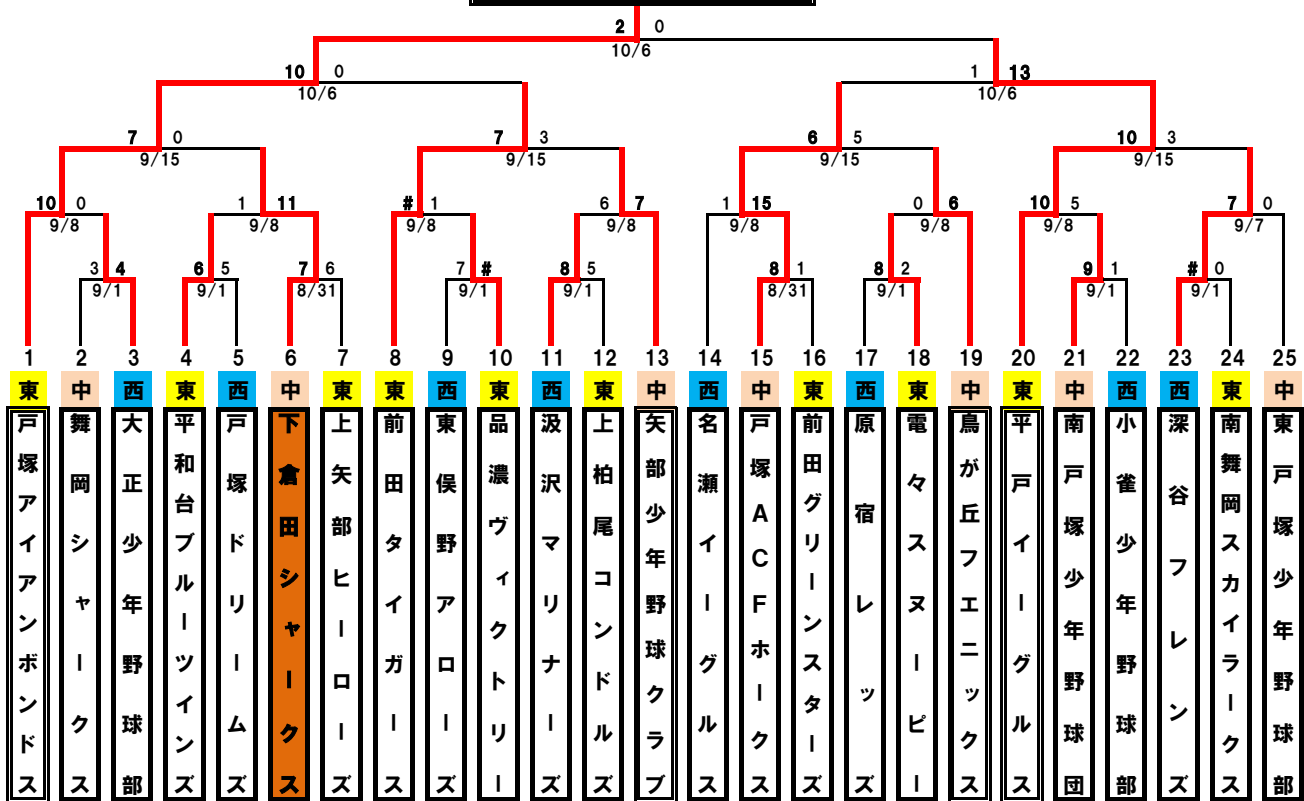 2 0
10/6
10 0
10/6
1 13
10/6
7 0
9/15
7 3
9/15
6 5
9/15
10 3
9/15
10 0
9/8
1 11
9/8
# 1
9/8
6 7
9/8
1 15
9/8
0 6
9/8
10 5
9/8
7 0
9/7
3 4
9/1
6 5
9/1
7 6
8/31
7 #
9/1
8 5
9/1
8 1
8/31
8 2
9/1
9 1
9/1
# 0
9/1
1 2 3 4 5 6 7 8 9 10 11 12 13 14 15 16 17 18 19 20 21 22 23 24 25
東 中 西 東 西 中 東 東 西 東 西 東 中 西 中 東 西 東 中 東 中 西 西 東 中
戸塚アイアンボンドス
舞岡シャークス
大正少年野球部
平和台ブルーツインズ
戸塚ドリームズ
下倉田シャークス
上矢部ヒーローズ
前田タイガース
東俣野アローズ
品濃ヴィクトリー
汲沢マリナーズ
上柏尾コンドルズ
矢部少年野球クラブ
名瀬イーグルス
戸塚ACFホークス
前田グリーンスターズ
原宿レッズ
電々スヌーピー
鳥が丘フエニックス
平戸イーグルス
南戸塚少年野球団
小雀少年野球部
深谷フレンズ
南舞岡スカイラークス
東戸塚少年野球部